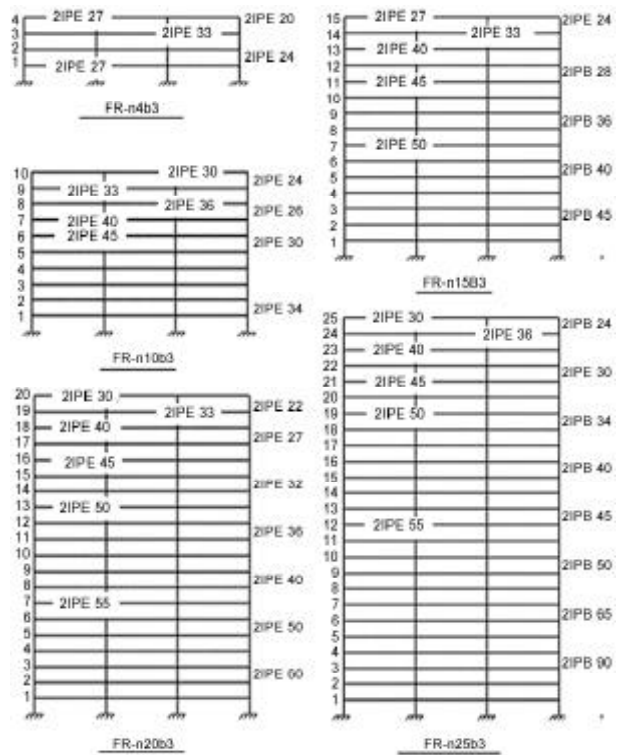 4 2IPE 27 2IPE 20
3 2IPE 33
2 2IPE 24
1 2IPE 27
FR-n4b3
10 2IPE 30
2IPE 24
9 2IPE 33
8 2IPE 36
2IPE 26
7 2IPE 40
6 2IPE 45
2IPE 30
5
4
3
2
2IPE 34
1
FR-n10b3
20 2IPE 30
2IPE 22
19 2IPE 33
18 2IPE 40
2IPE 27
17
16 2IPE 45
15
2IPE 32
14
13 2IPE 50
12
2IPE 36
11
10
9
2IPE 40
8
7 2IPE 55
6
2IPE 50
5
4
3
2IPE 60
2
1
FR-n20b3
15 2IPE 27 2IPE 24
14 2IPE 33
13 2IPE 40
12 2IPB 28
11 2IPE 45
10
9
2IPB 36
8
7 2IPE 50
6
2IPB 40
5
4
3
2IPB 45
2
1
FR-n15B3
25 2IPE 30
2IPB 24
24 2IPE 36
23 2IPE 40
22
2IPE 30
21 2IPE 45
20
19 2IPE 50
2IPB 34
18
17
16
2IPB 40
15
14
13
2IPB 45
12 2IPE 55
11
10
2IPB 50
9
8
7
2IPB 65
6
5
4
2IPB 90
3
2
1
FR-n25b3